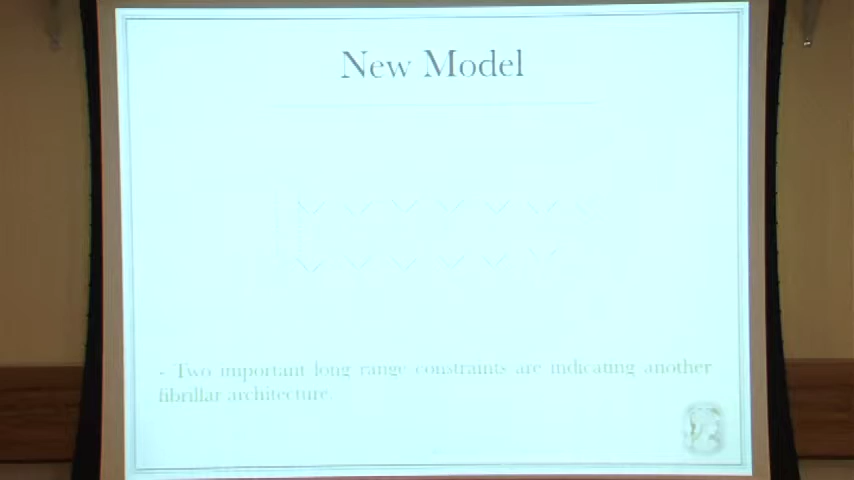 New Model
- Two important long range constraints are indicating another
fibrillar architecture.